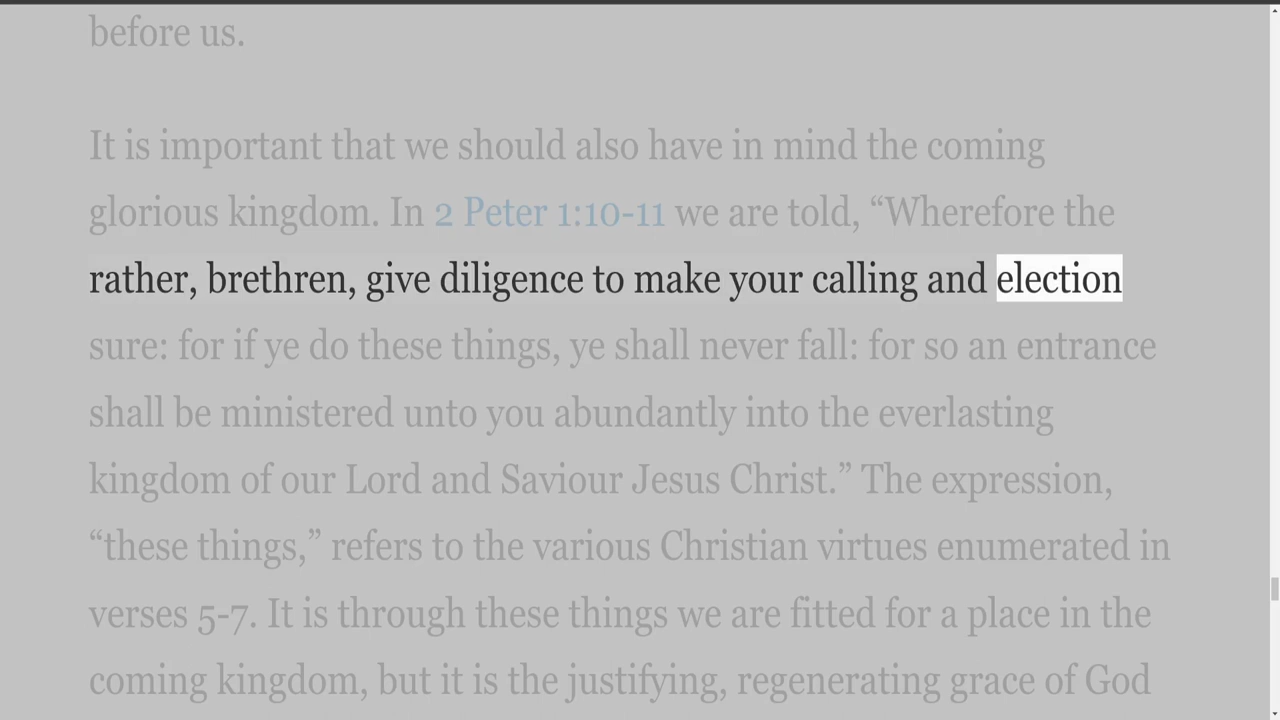 before us.
It is important that we should also have in mind the coming
glorious kingdom. In 2 Peter 1:10-11 we are told, “Wherefore the
rather, brethren, give diligence to make your calling and election
sure: for if ye do these things, ye shall never fall: for so an entrance
shall be ministered unto you abundantly into the everlasting
kingdom of our Lord and Saviour Jesus Christ.” The expression,
“these things,” refers to the various Christian virtues enumerated in
verses 5-7. It is through these things we are fitted for a place in the
coming kingdom, but it is the justifying, regenerating grace of God